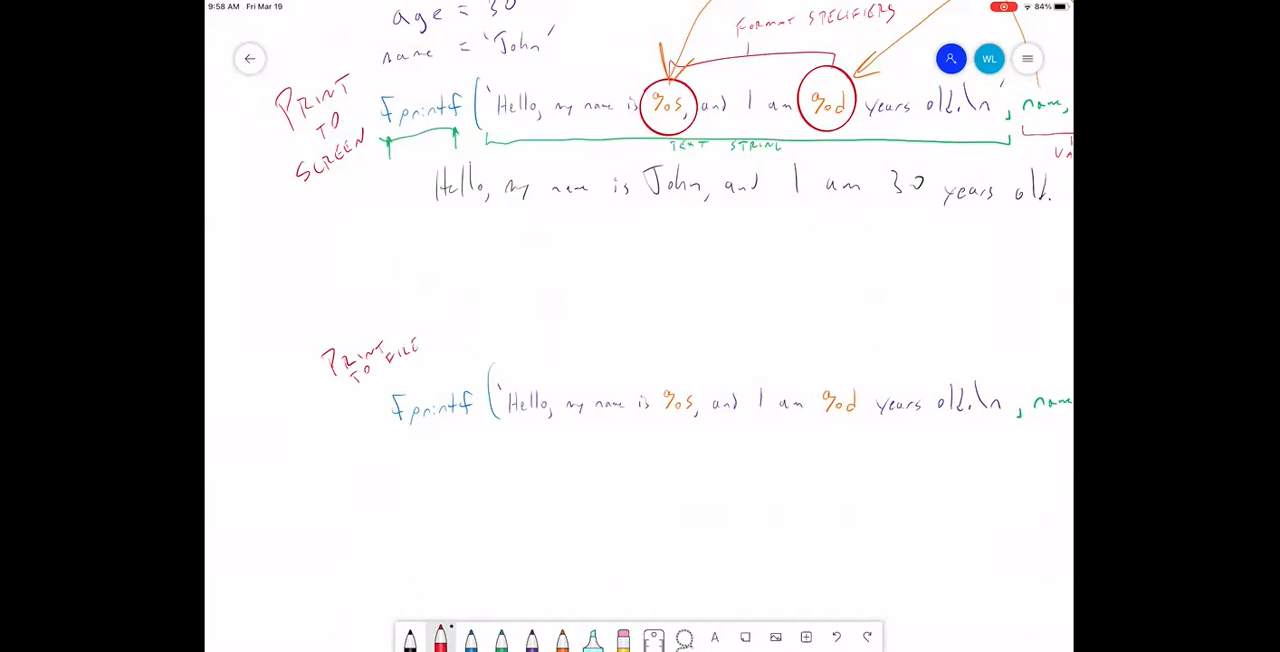 9:58 AM Fri Mar 19
84%
age = 30
name = 'John'
FORMAT SPECIFIERS
WL
PRINT TO SCREEN
fprintf ('Hello, my name is %s, and I am %d years old.\n', name,
TEXT STRING
VA
Hello, my name is John, and I am 30 years old.
PRINT TO FILE
fprintf ('Hello, my name is %s, and I am %d years old.\n , name
A